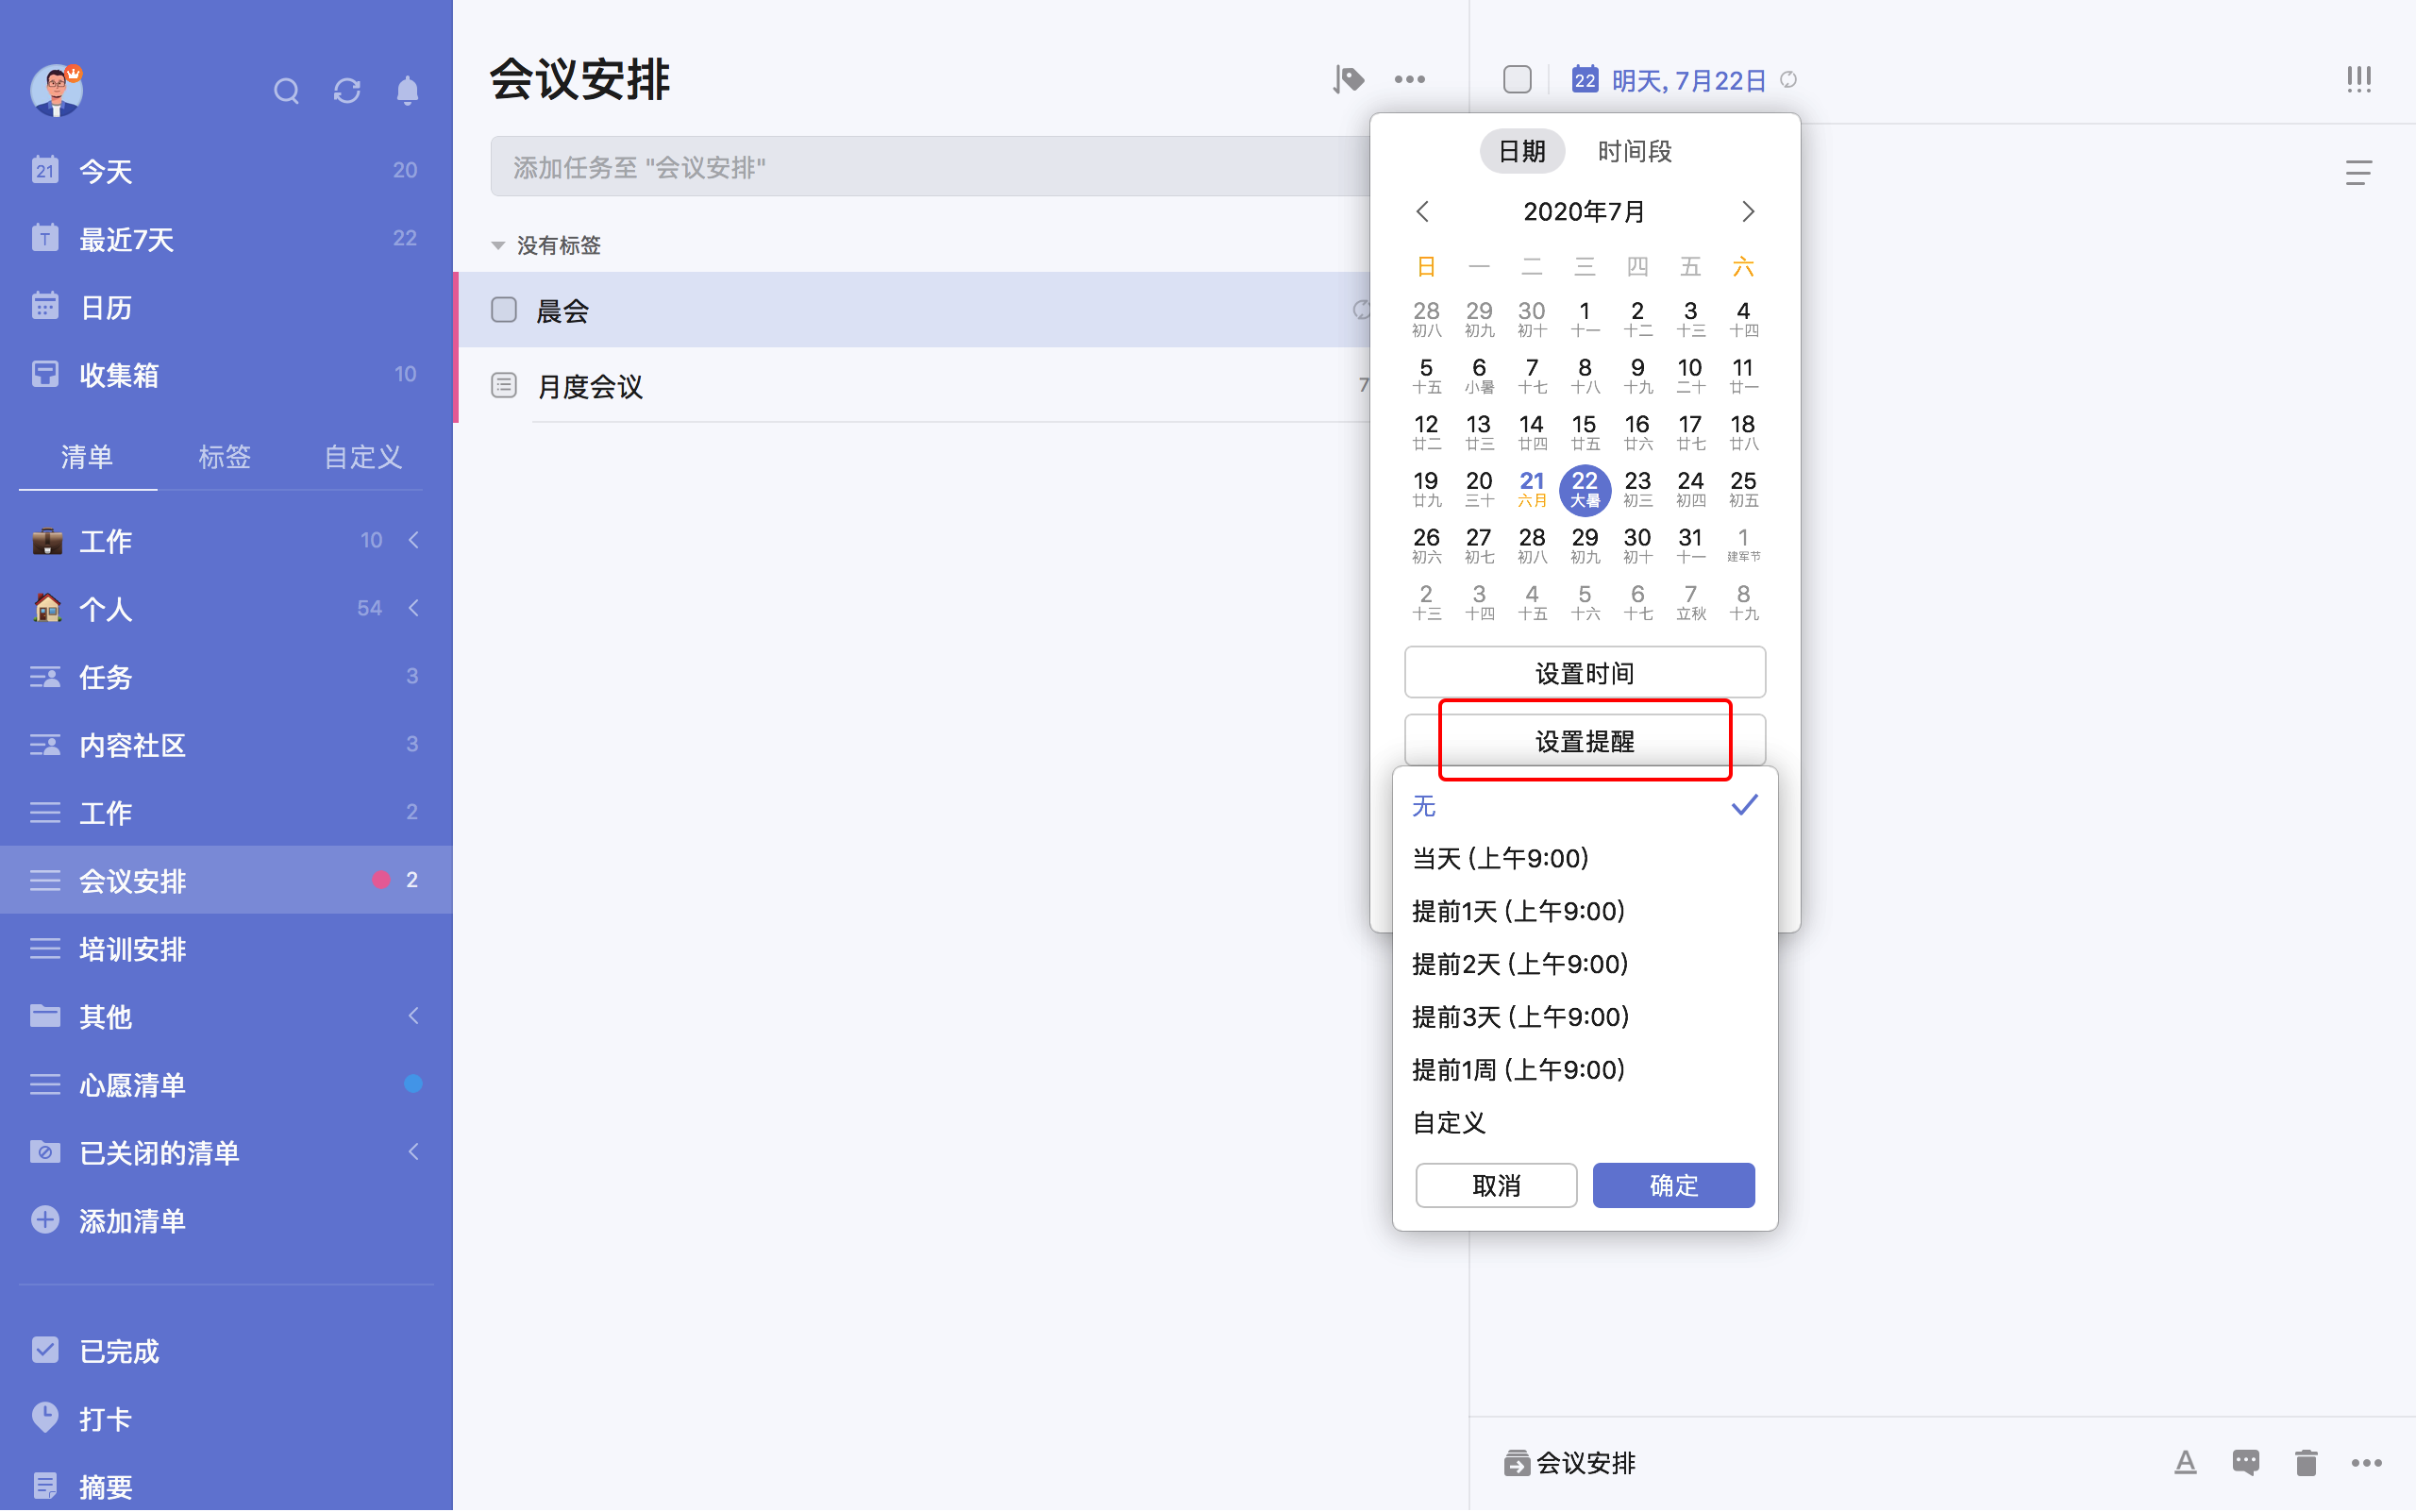 21 今天 20
T 最近7天 22
日历
收集箱 10
清单 标签 自定义
工作 10
个人 54
任务 3
内容社区 3
工作 2
会议安排 2
培训安排
其他
心愿清单
已关闭的清单
添加清单
已完成
打卡
摘要
会议安排
添加任务至 "会议安排"
没有标签
晨会
月度会议 7
22 明天, 7月22日
日期 时间段
2020年7月
日 一 二 三 四 五 六
28 29 30 1 2 3 4
初八 初九 初十 十一 十二 十三 十四
5 6 7 8 9 10 11
十五 小暑 十七 十八 十九 二十 廿一
12 13 14 15 16 17 18
廿二 廿三 廿四 廿五 廿六 廿七 廿八
19 20 21 22 23 24 25
廿九 三十 六月 大暑 初三 初四 初五
26 27 28 29 30 31 1
初六 初七 初八 初九 初十 十一 建军节
2 3 4 5 6 7 8
十三 十四 十五 十六 十七 立秋 十九
设置时间
设置提醒
无
当天 (上午9:00)
提前1天 (上午9:00)
提前2天 (上午9:00)
提前3天 (上午9:00)
提前1周 (上午9:00)
自定义
取消 确定
会议安排 A